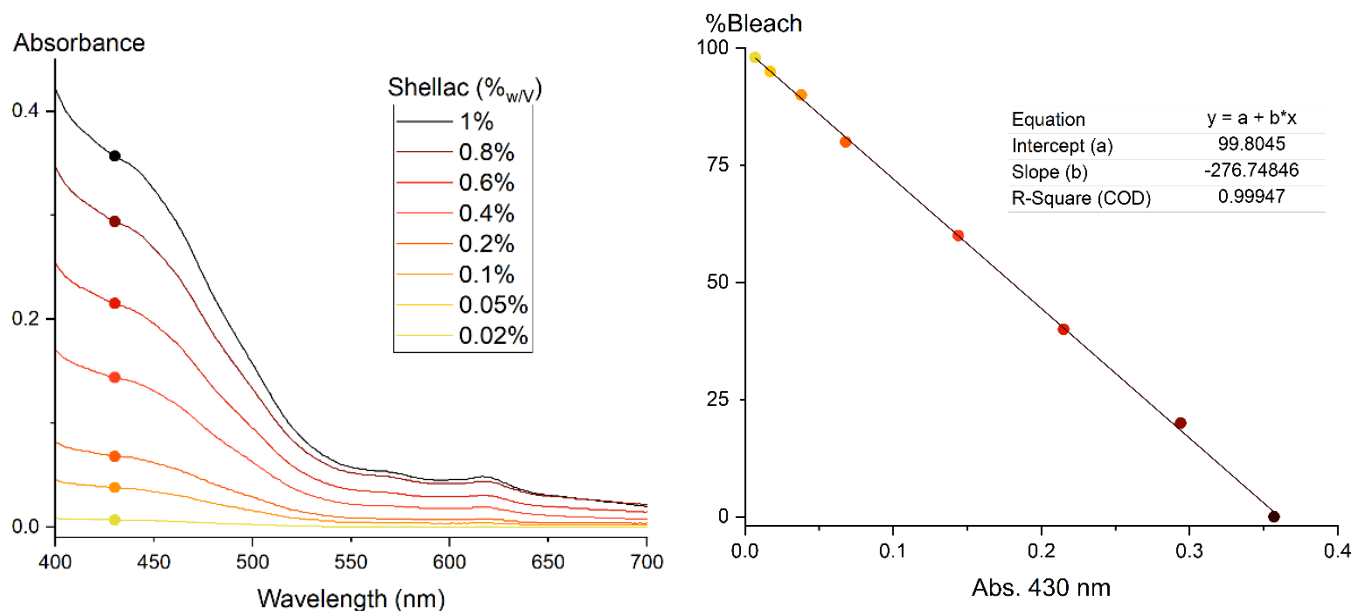 Absorbance
0.4
0.2
0.0
400 450 500 550 600 650 700
Wavelength (nm)
Shellac (%w/V)
1%
0.8%
0.6%
0.4%
0.2%
0.1%
0.05%
0.02%
%Bleach
100
75
50
25
0
0.0 0.1 0.2 0.3 0.4
Abs. 430 nm
Equation y = a + b*x
Intercept (a) 99.8045
Slope (b) -276.74846
R-Square (COD) 0.99947